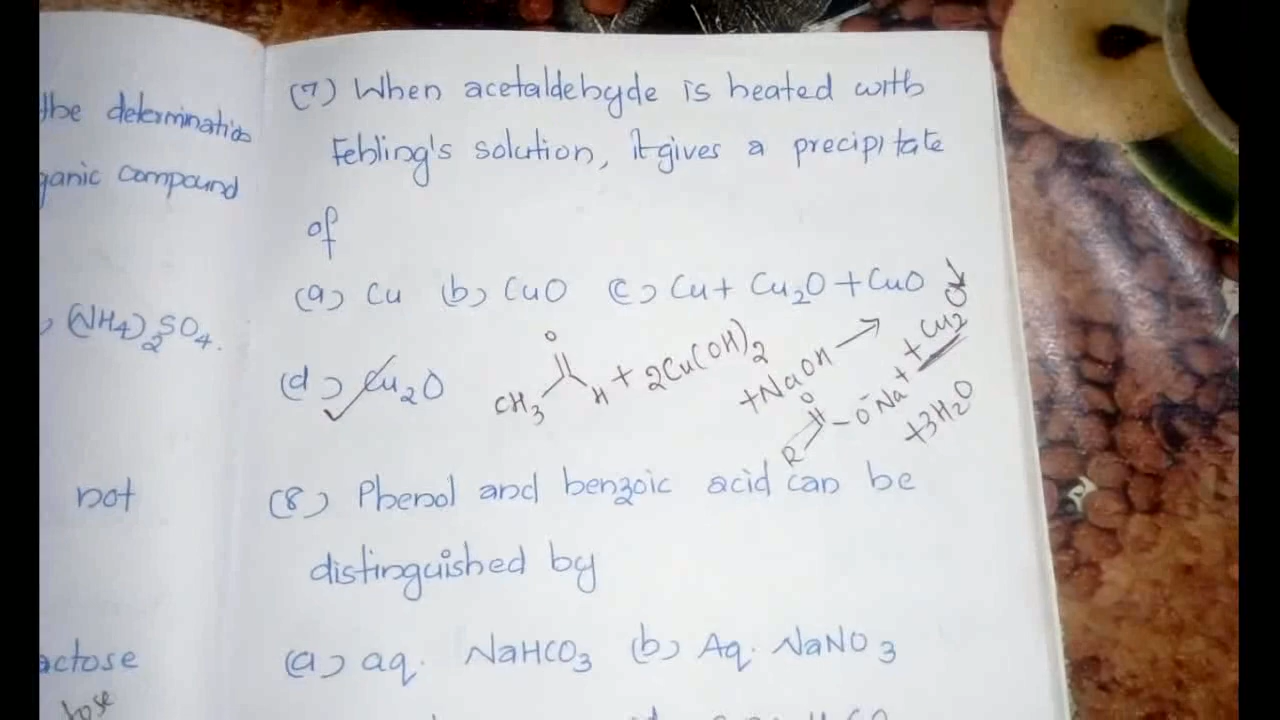 the determination
ganic compound
(NH4)2SO4.
not
actose
(7) When acetaldehyde is heated with
Fehling's solution, it gives a precipitate
of
(a) Cu (b) CuO (c) Cu + Cu2O + CuO
(d) Cu2O
O
CH3 H + 2Cu(OH)2
+NaOH → O
R - O⁻Na⁺ + Cu2O↓
+3H2O
(8) Phenol and benzoic acid can be
distinguished by
(a) aq. NaHCO3 (b) Aq. NaNO3